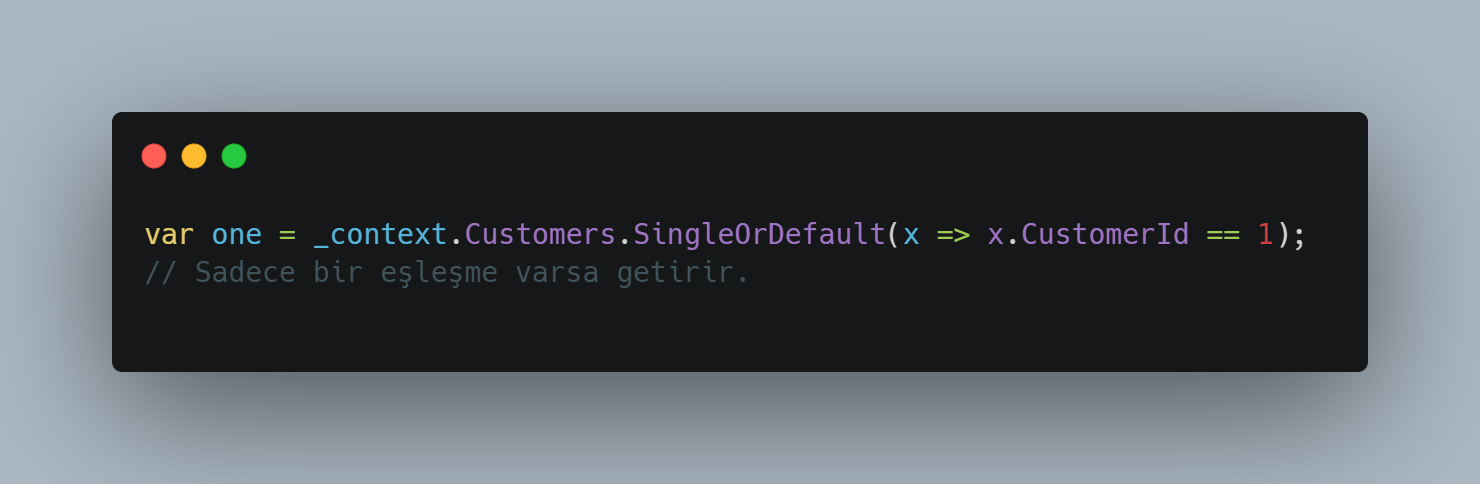 var one = _context.Customers.SingleOrDefault(x => x.CustomerId == 1);
// Sadece bir eşleşme varsa getirir.